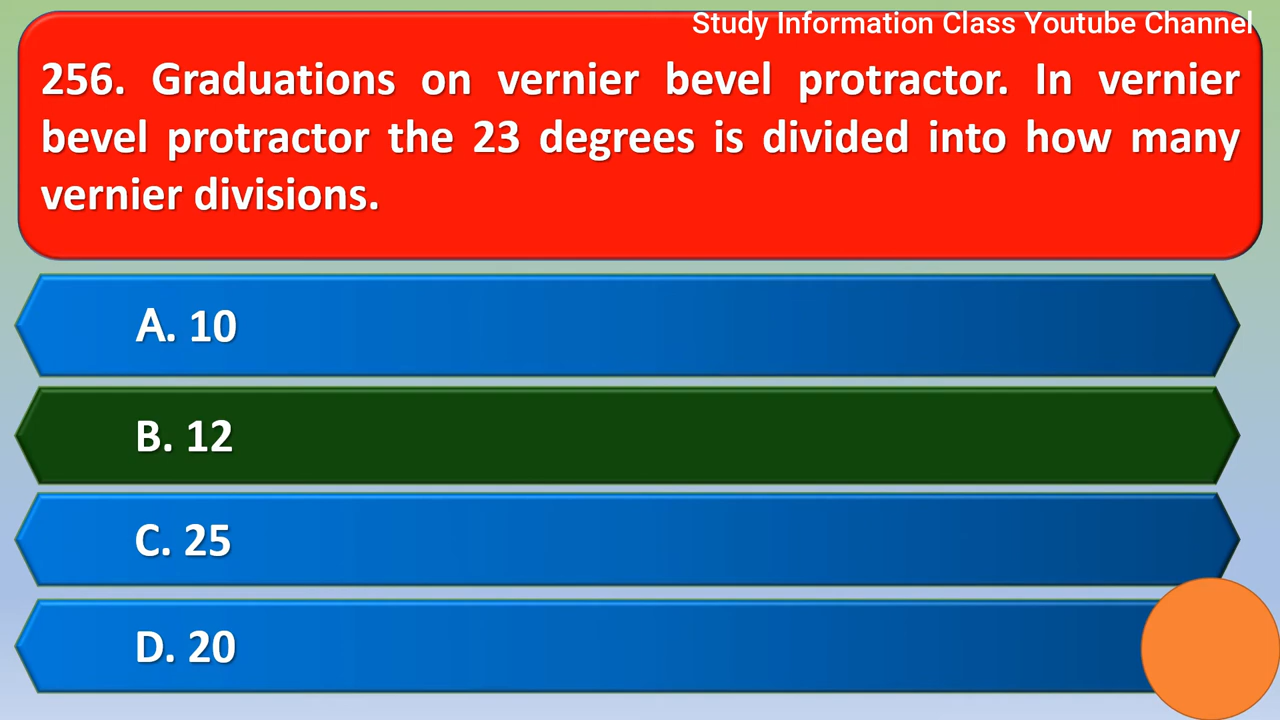 Study Information Class Youtube Channel
256. Graduations on vernier bevel protractor. In vernier
bevel protractor the 23 degrees is divided into how many
vernier divisions.
A. 10
B. 12
C. 25
D. 20